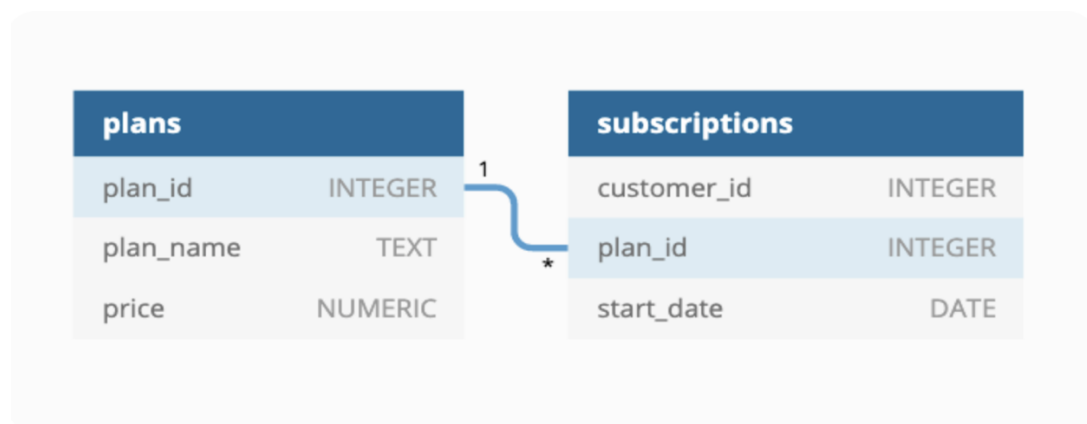 plans
plan_id INTEGER
plan_name TEXT
price NUMERIC
1
*
subscriptions
customer_id INTEGER
plan_id INTEGER
start_date DATE